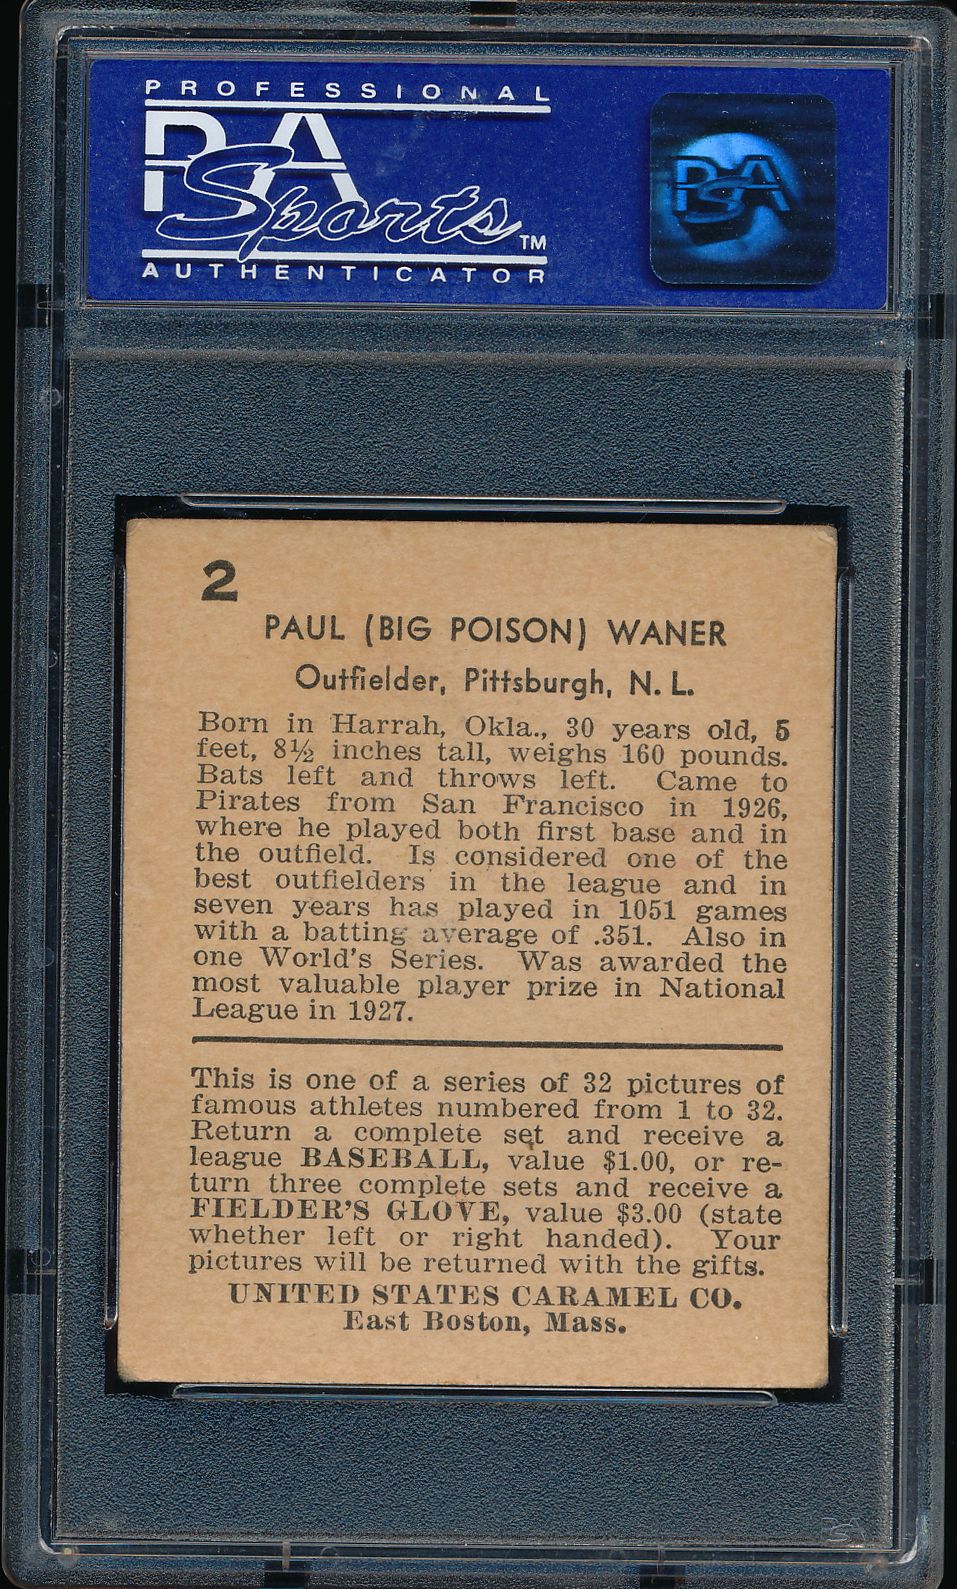 PROFESSIONAL
PSA
Sports™
AUTHENTICATOR
PSA
2
PAUL (BIG POISON) WANER
Outfielder, Pittsburgh, N. L.
Born in Harrah, Okla., 30 years old, 5
feet, 8½ inches tall, weighs 160 pounds.
Bats left and throws left. Came to
Pirates from San Francisco in 1926,
where he played both first base and in
the outfield. Is considered one of the
best outfielders in the league and in
seven years has played in 1051 games
with a batting average of .351. Also in
one World's Series. Was awarded the
most valuable player prize in National
League in 1927.
This is one of a series of 32 pictures of
famous athletes numbered from 1 to 32.
Return a complete set and receive a
league BASEBALL, value $1.00, or re-
turn three complete sets and receive a
FIELDER'S GLOVE, value $3.00 (state
whether left or right handed). Your
pictures will be returned with the gifts.
UNITED STATES CARAMEL CO.
East Boston, Mass.